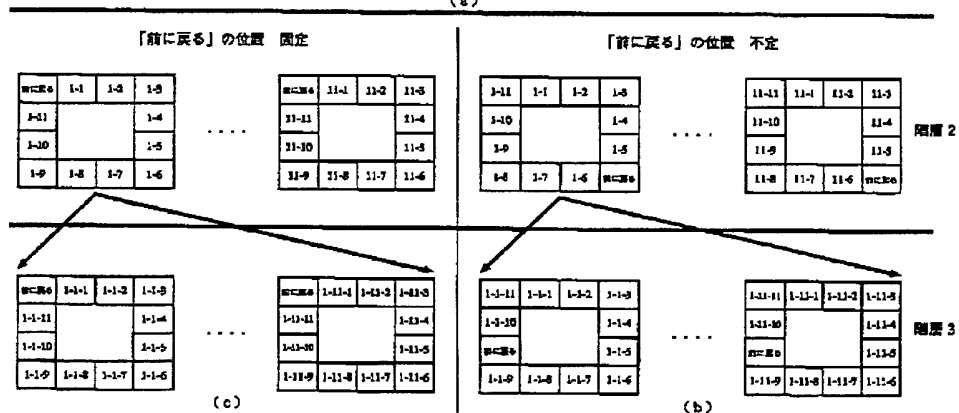 (a)
「前に戻る」の位置 固定
「前に戻る」の位置 不定
前に戻る 1-1 1-2 1-3
1-11 1-4
1-10 1-5
1-9 1-8 1-7 1-6
....
前に戻る 11-1 11-2 11-3
11-11 11-4
11-10 11-5
11-9 11-8 11-7 11-6
1-11 1-1 1-2 1-3
1-10 1-4
1-9 1-5
1-8 1-7 1-6 前に戻る
....
11-11 11-1 11-2 11-3
11-10 11-4
11-9 11-5
11-8 11-7 11-6 前に戻る
階層 2
前に戻る 1-1-1 1-1-2 1-1-3
1-1-11 1-1-4
1-1-10 1-1-5
1-1-9 1-1-8 1-1-7 1-1-6
....
前に戻る 1-11-1 1-11-2 1-11-3
1-11-11 1-11-4
1-11-10 1-11-5
1-11-9 1-11-8 1-11-7 1-11-6
1-1-11 1-1-1 1-1-2 1-1-3
1-1-10 1-1-4
前に戻る 1-1-5
1-1-9 1-1-8 1-1-7 1-1-6
....
1-11-11 1-11-1 1-11-2 1-11-3
1-11-10 1-11-4
前に戻る 1-11-5
1-11-9 1-11-8 1-11-7 1-11-6
階層 3
(c)
(b)